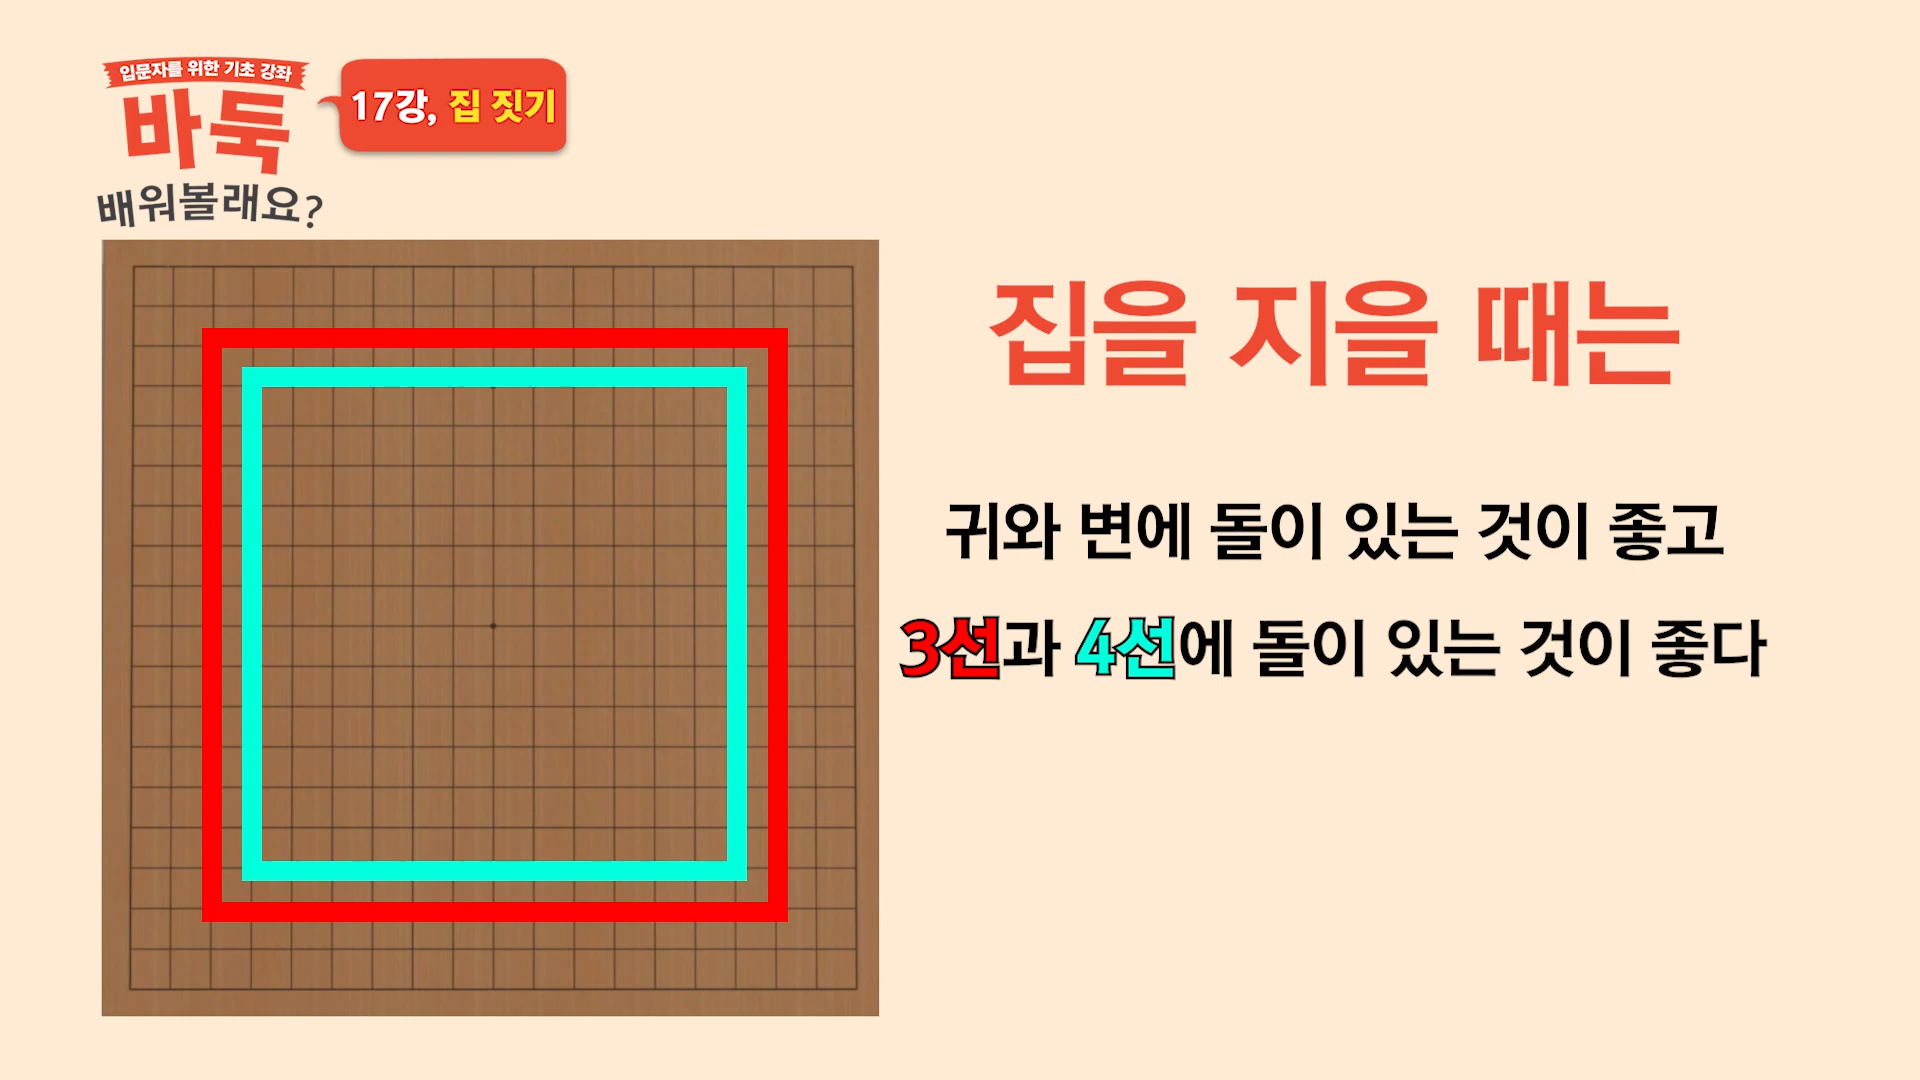 입문자를 위한 기초 강좌
바둑
배워볼래요?
17강, 집 짓기
집을 지을 때는
귀와 변에 돌이 있는 것이 좋고
3선과 4선에 돌이 있는 것이 좋다